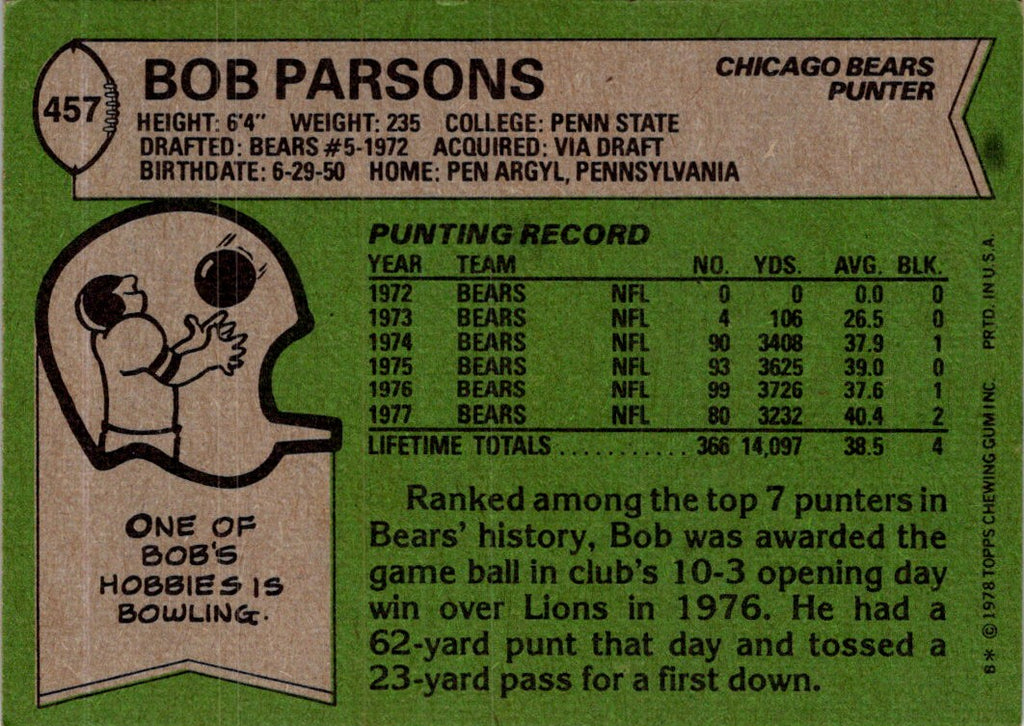 457
BOB PARSONS
CHICAGO BEARS
PUNTER
HEIGHT: 6'4" WEIGHT: 235 COLLEGE: PENN STATE
DRAFTED: BEARS #5-1972 ACQUIRED: VIA DRAFT
BIRTHDATE: 6-29-50 HOME: PEN ARGYL, PENNSYLVANIA
PUNTING RECORD
YEAR TEAM NO. YDS. AVG. BLK.
1972 BEARS NFL 0 0 0.0 0
1973 BEARS NFL 4 106 26.5 0
1974 BEARS NFL 90 3408 37.9 1
1975 BEARS NFL 93 3625 39.0 0
1976 BEARS NFL 99 3726 37.6 1
1977 BEARS NFL 80 3232 40.4 2
LIFETIME TOTALS .......... 366 14,097 38.5 4
ONE OF
BOB'S
HOBBIES IS
BOWLING.
Ranked among the top 7 punters in
Bears' history, Bob was awarded the
game ball in club's 10-3 opening day
win over Lions in 1976. He had a
62-yard punt that day and tossed a
23-yard pass for a first down.
8* © 1978 TOPPS CHEWING GUM INC. PRTD. IN U.S.A.